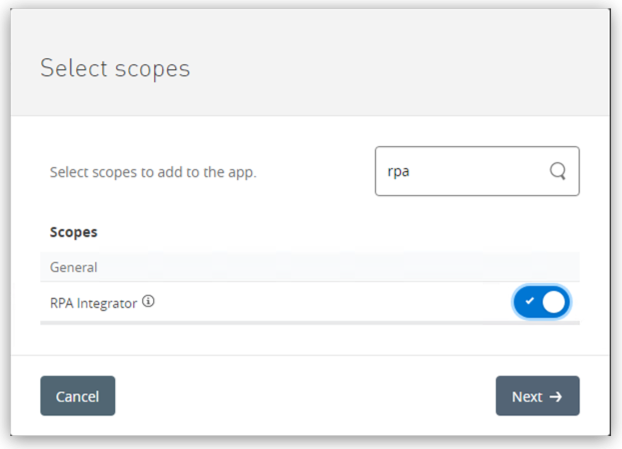 Select scopes
Select scopes to add to the app.
rpa
Scopes
General
RPA Integrator
Cancel
Next →